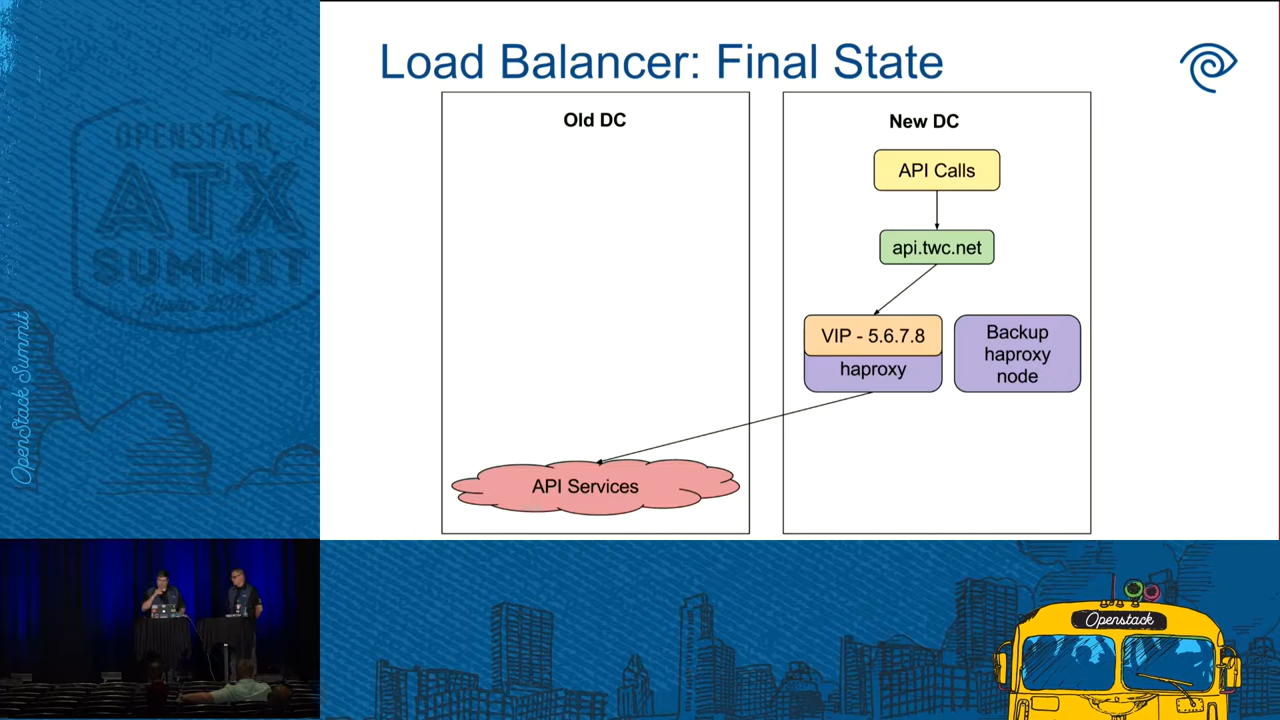 Load Balancer: Final State
Old DC
New DC
API Calls
api.twc.net
VIP - 5.6.7.8
haproxy
Backup
haproxy
node
API Services
OPENSTACK
ATX
SUMMIT
OpenStack Summit
Openstack